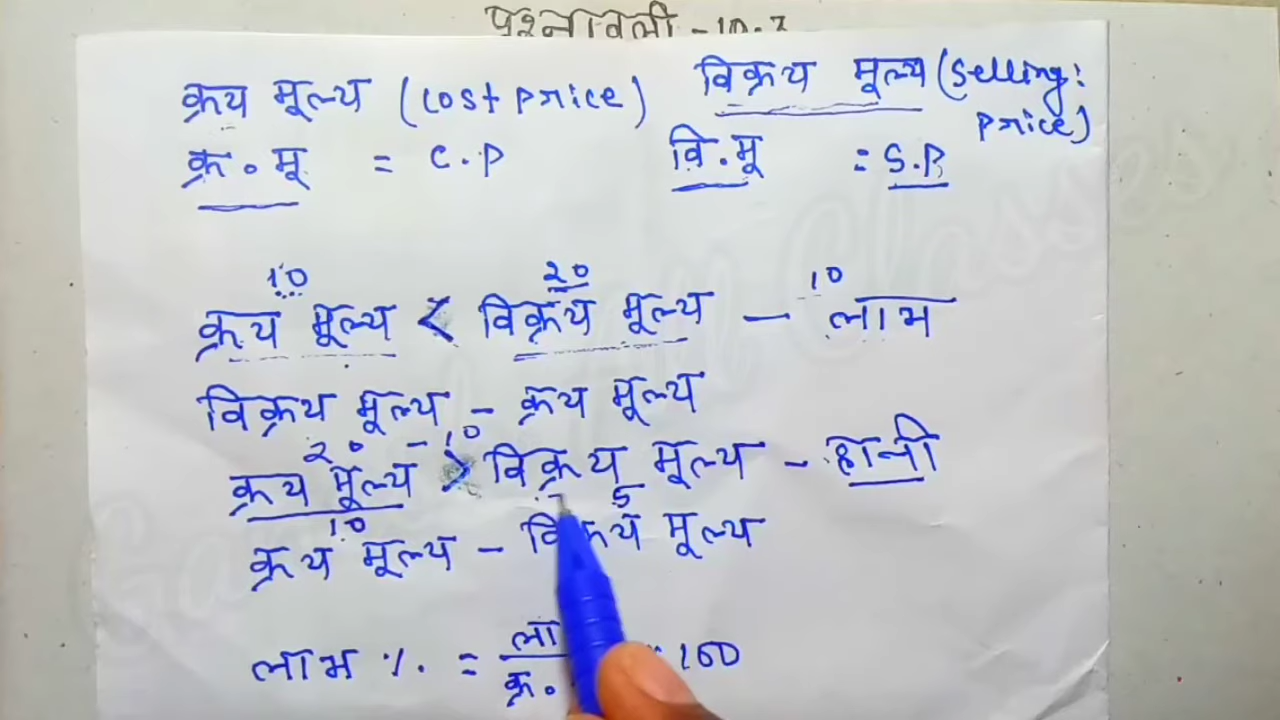 प्रश्नावली - 10.
क्रय मूल्य (cost price) विक्रय मूल्य (selling:
price)
क्र. मू = C.P वि.मू = S.P
10 20 10
क्रय मूल्य < विक्रय मूल्य — लाभ
विक्रय मूल्य - क्रय मूल्य
20 - 10
क्रय मूल्य > विक्रय मूल्य - हानी
10 5
क्रय मूल्य - विक्रय मूल्य
लाभ %. = ला 100
क्र.